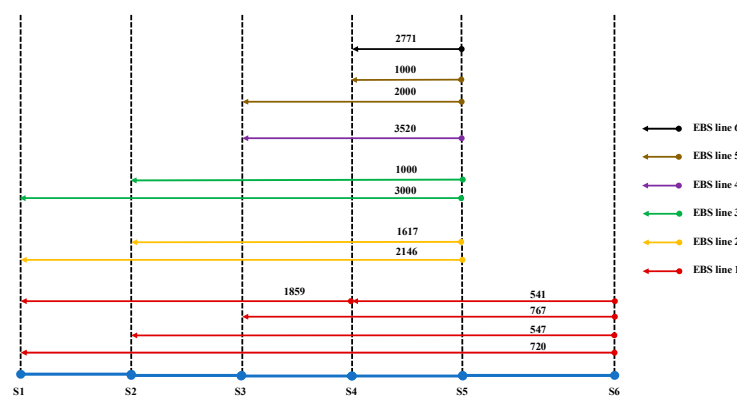 2771
1000
2000
EBS line 6
3520
EBS line 5
1000
EBS line 4
3000
EBS line 3
1617
EBS line 2
2146
EBS line 1
1859
541
767
547
720
S1 S2 S3 S4 S5 S6